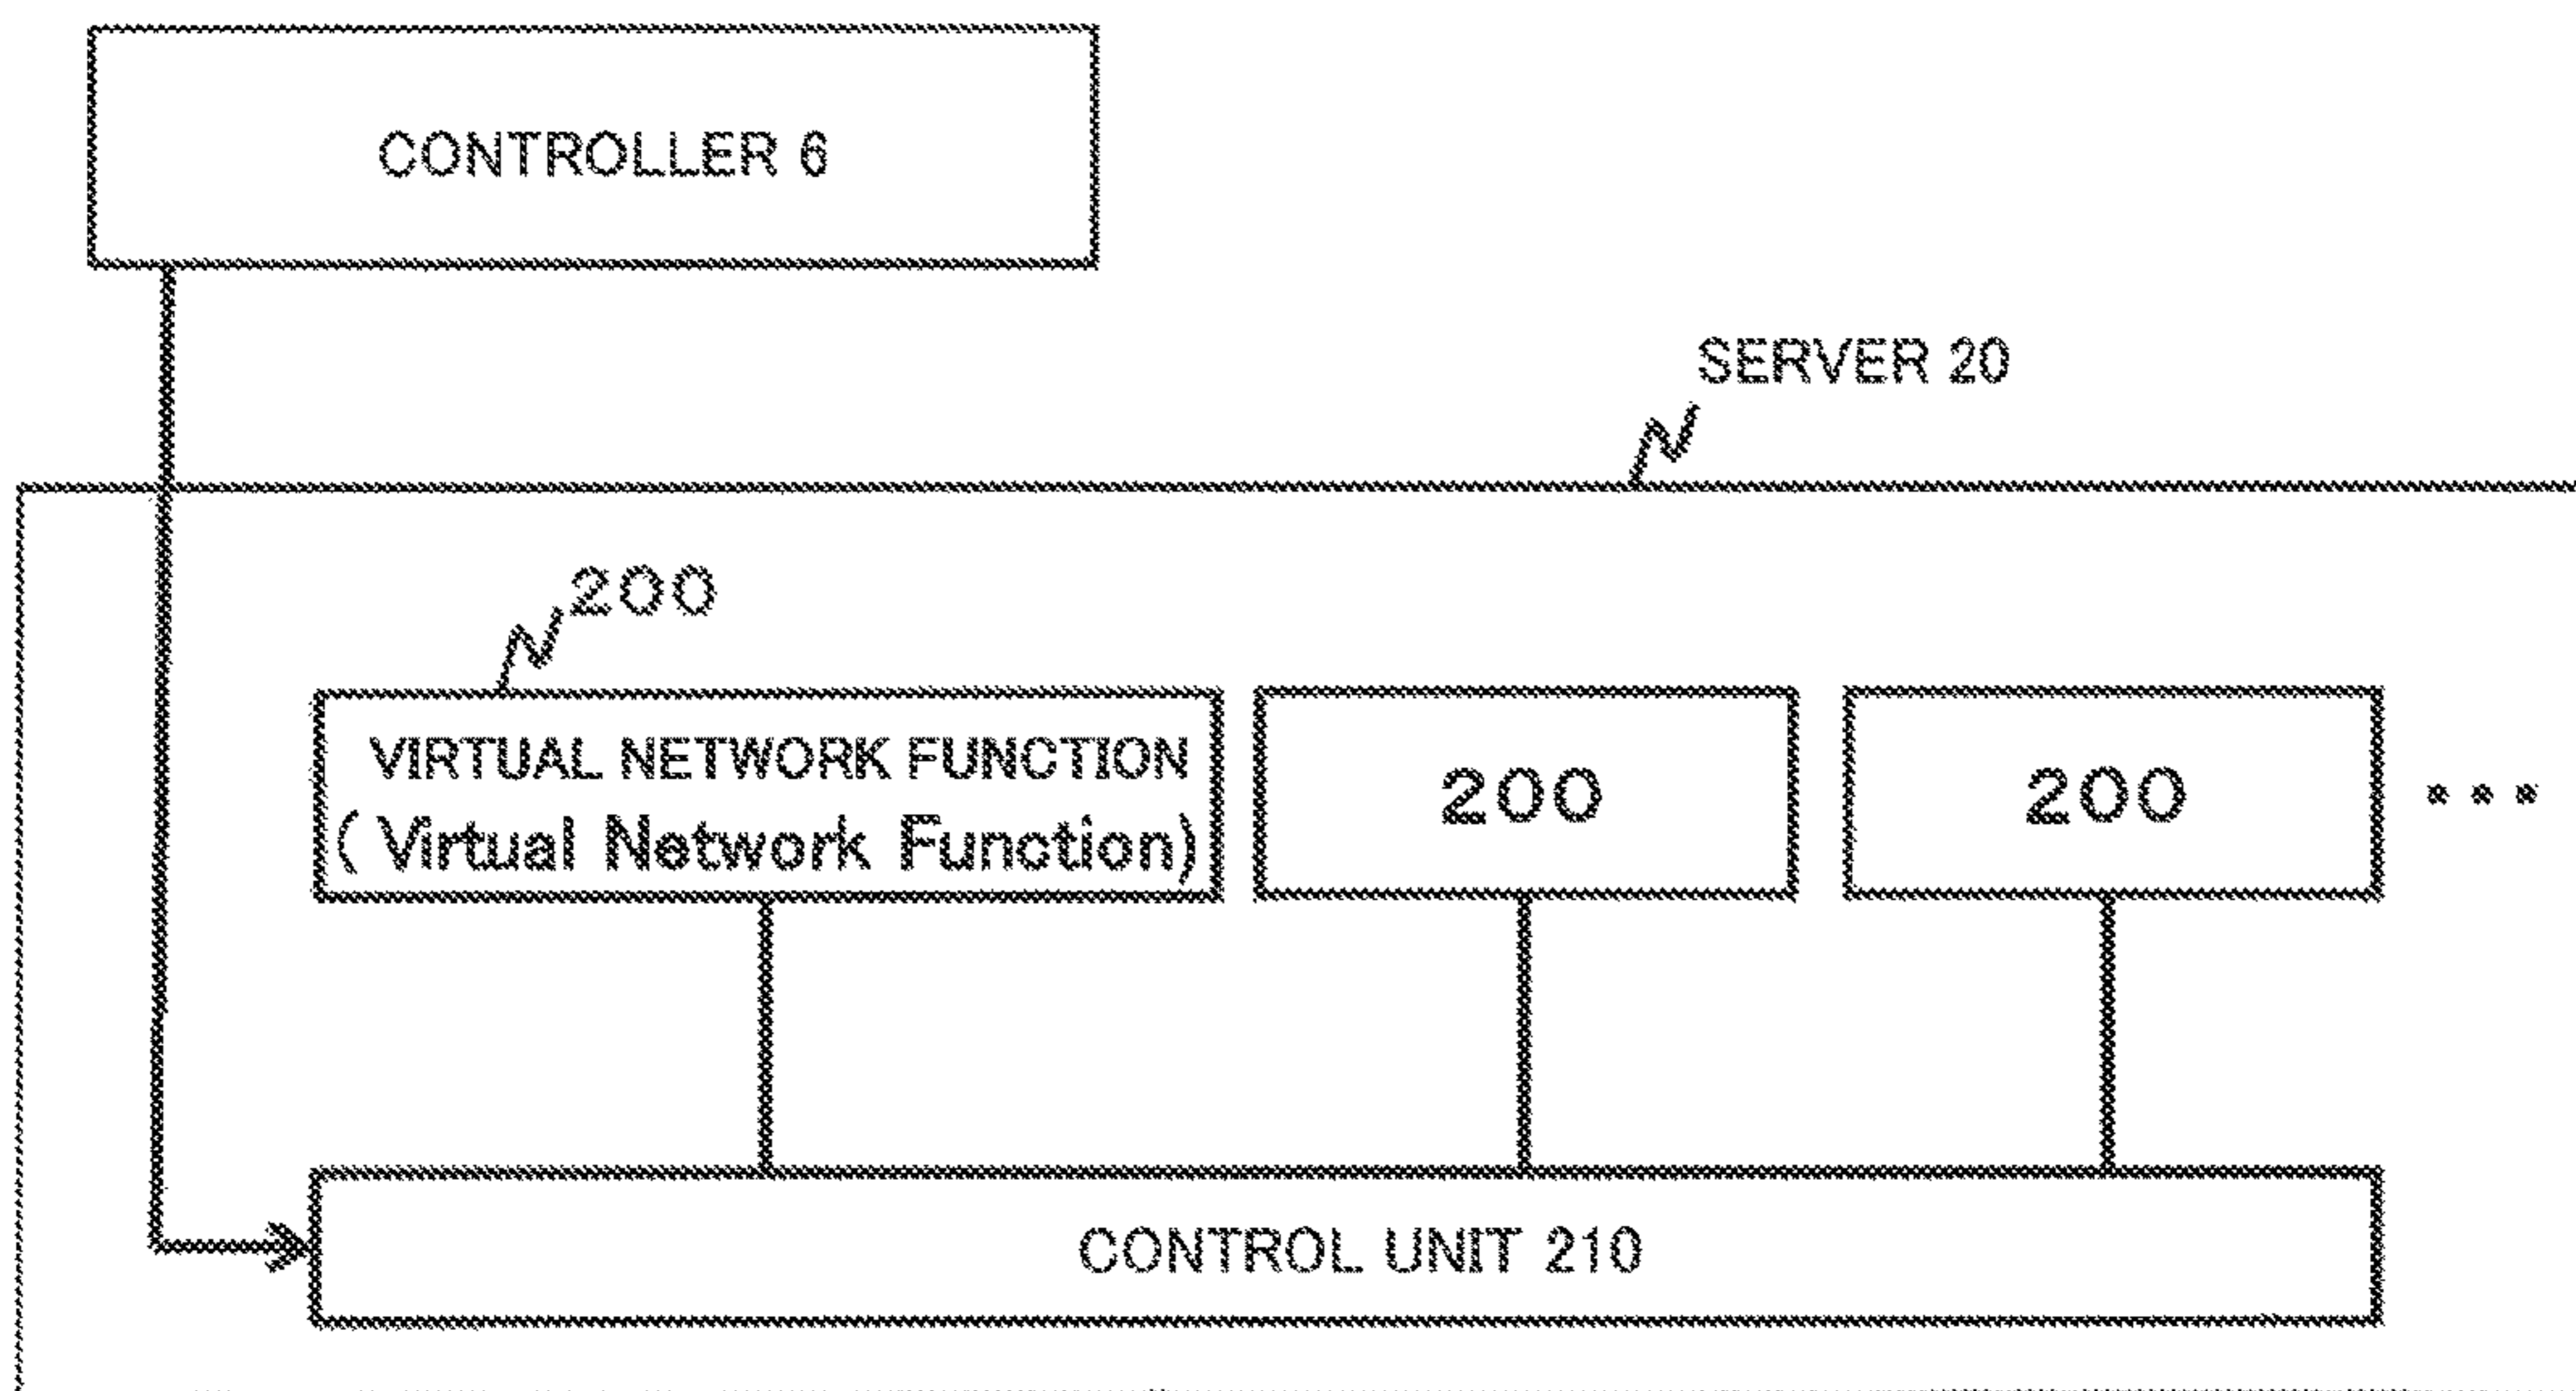 CONTROLLER 6
SERVER 20
200
VIRTUAL NETWORK FUNCTION
( Virtual Network Function)
200
200
...
CONTROL UNIT 210